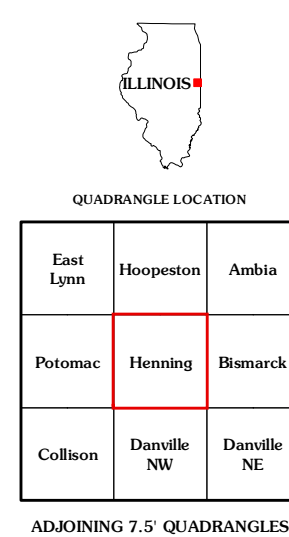 ILLINOIS
QUADRANGLE LOCATION
East
Lynn
Hoopeston
Ambia
Potomac
Henning
Bismarck
Collison
Danville
NW
Danville
NE
ADJOINING 7.5' QUADRANGLES